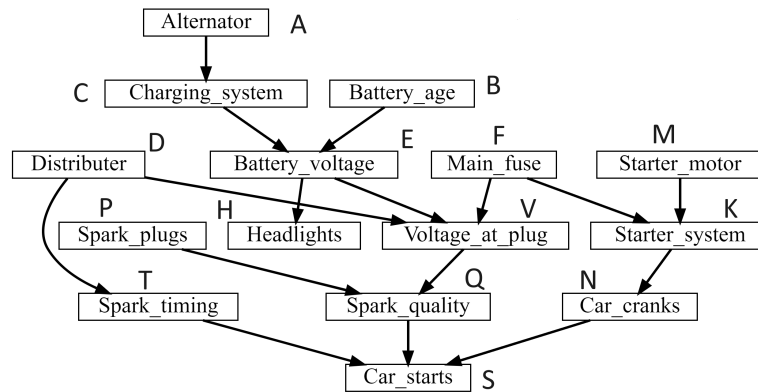 Alternator A
C Charging_system Battery_age B
D E F M
Distributer Battery_voltage Main_fuse Starter_motor
P H V K
Spark_plugs Headlights Voltage_at_plug Starter_system
T Q N
Spark_timing Spark_quality Car_cranks
Car_starts S